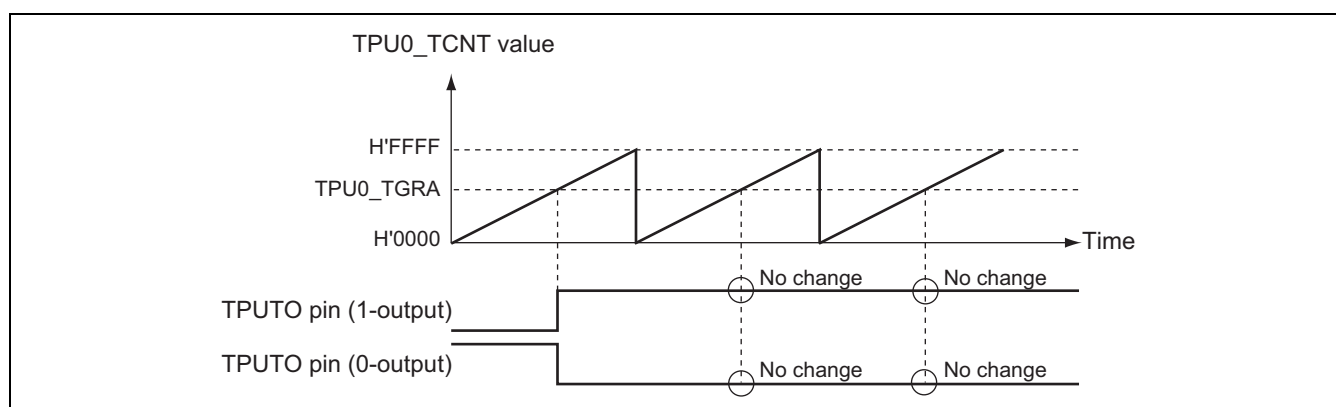 TPU0_TCNT value
H'FFFF
TPU0_TGRA
H'0000
Time
No change
No change
TPUTO pin (1-output)
No change
No change
TPUTO pin (0-output)